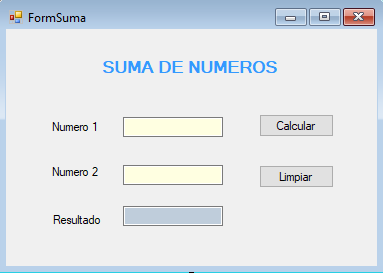 FormSuma
SUMA DE NUMEROS
Numero 1
Calcular
Numero 2
Limpiar
Resultado